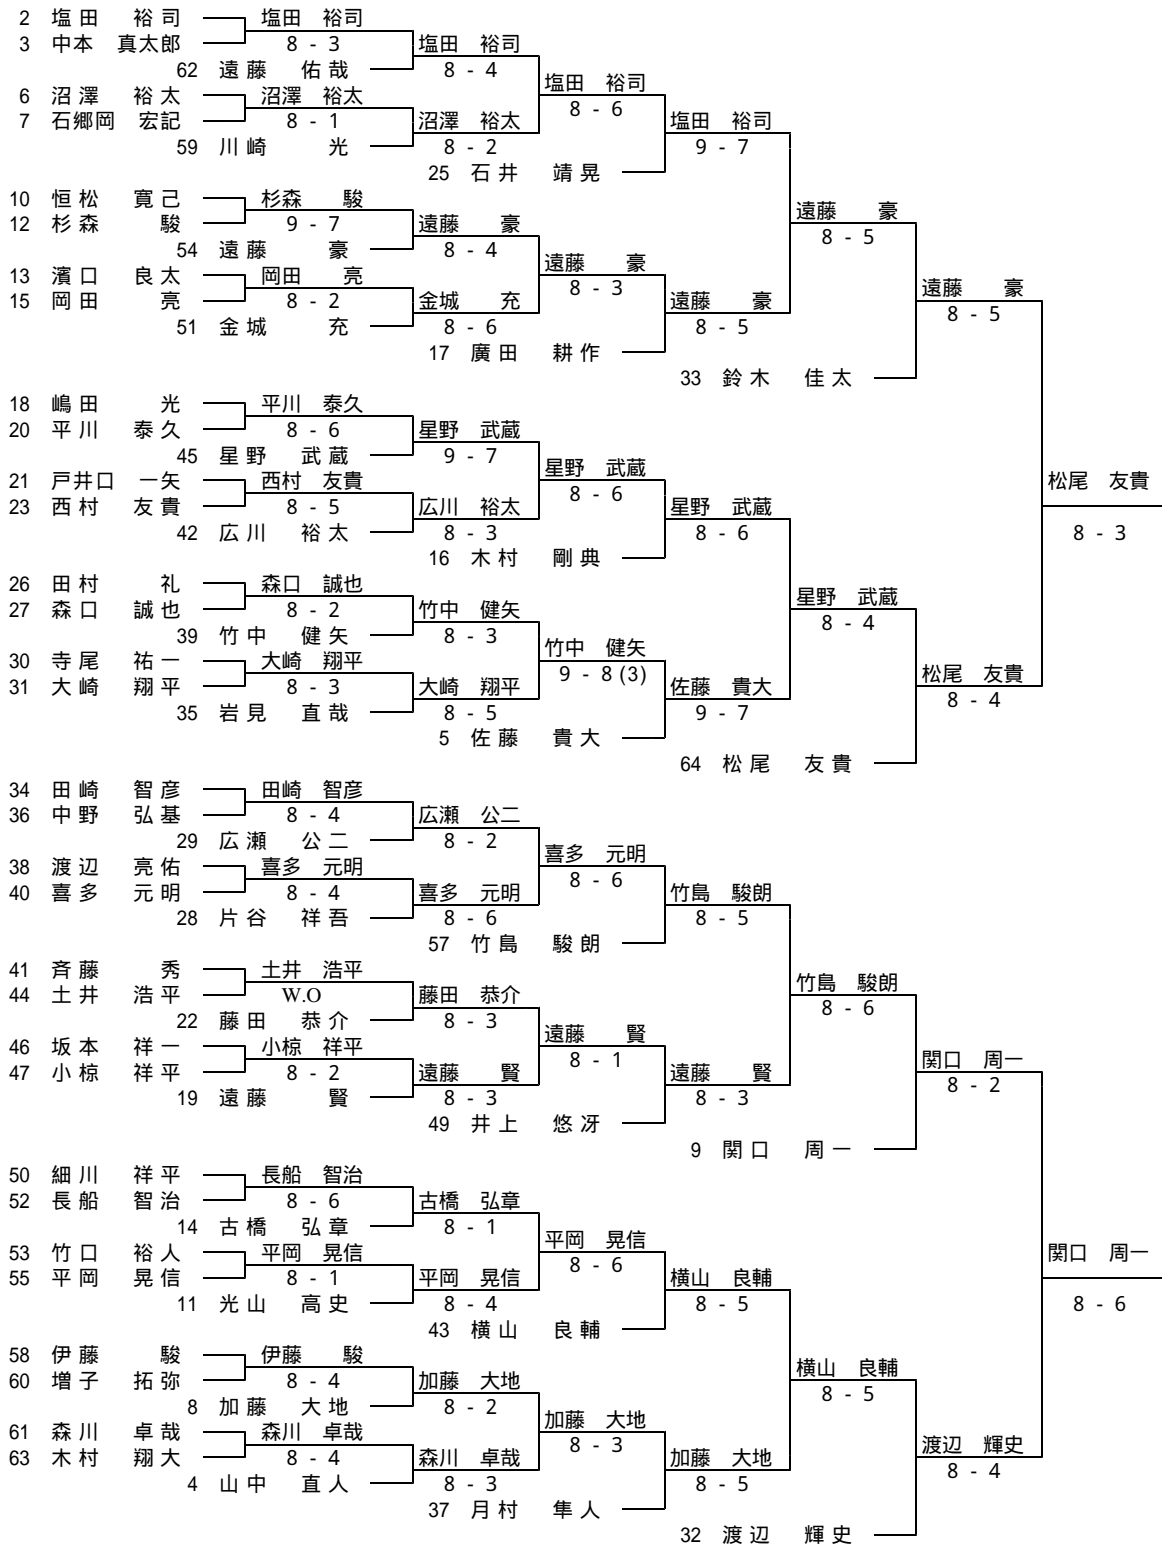 2 塩田 裕司 塩田 裕司
3 中本 真太郎 8 - 3 塩田 裕司
62 遠藤 佑哉 8 - 4
塩田 裕司
6 沼澤 裕太 沼澤 裕太 8 - 6
7 石郷岡 宏記 8 - 1 沼澤 裕太 塩田 裕司
59 川崎 光 8 - 2 9 - 7
25 石井 靖晃
10 恒松 寛己 杉森 駿
遠藤 豪
12 杉森 駿 9 - 7 遠藤 豪 8 - 5
54 遠藤 豪 8 - 4
遠藤 豪
13 濱口 良太 岡田 亮 8 - 3 遠藤 豪
15 岡田 亮 8 - 2 金城 充 遠藤 豪 8 - 5
51 金城 充 8 - 6 8 - 5
17 廣田 耕作
33 鈴木 佳太
18 嶋田 光 平川 泰久
20 平川 泰久 8 - 6 星野 武蔵
45 星野 武蔵 9 - 7
星野 武蔵
21 戸井口 一矢 西村 友貴 8 - 6 松尾 友貴
23 西村 友貴 8 - 5 広川 裕太 星野 武蔵
42 広川 裕太 8 - 3 8 - 6 8 - 3
16 木村 剛典
26 田村 礼 森口 誠也
星野 武蔵
27 森口 誠也 8 - 2 竹中 健矢 8 - 4
39 竹中 健矢 8 - 3
竹中 健矢
30 寺尾 祐一 大崎 翔平 9 - 8 (3) 松尾 友貴
31 大崎 翔平 8 - 3 大崎 翔平 佐藤 貴大 8 - 4
35 岩見 直哉 8 - 5 9 - 7
5 佐藤 貴大
64 松尾 友貴
34 田崎 智彦 田崎 智彦
36 中野 弘基 8 - 4 広瀬 公二
29 広瀬 公二 8 - 2
喜多 元明
38 渡辺 亮佑 喜多 元明 8 - 6
40 喜多 元明 8 - 4 喜多 元明 竹島 駿朗
28 片谷 祥吾 8 - 6 8 - 5
57 竹島 駿朗
41 斉藤 秀 土井 浩平
竹島 駿朗
44 土井 浩平 W.O 藤田 恭介 8 - 6
22 藤田 恭介 8 - 3
遠藤 賢
46 坂本 祥一 小椋 祥平 8 - 1 関口 周一
47 小椋 祥平 8 - 2 遠藤 賢 遠藤 賢 8 - 2
19 遠藤 賢 8 - 3 8 - 3
49 井上 悠冴
9 関口 周一
50 細川 祥平 長船 智治
52 長船 智治 8 - 6 古橋 弘章
14 古橋 弘章 8 - 1
平岡 晃信
53 竹口 裕人 平岡 晃信 8 - 6 関口 周一
55 平岡 晃信 8 - 1 平岡 晃信 横山 良輔
11 光山 高史 8 - 4 8 - 5 8 - 6
43 横山 良輔
58 伊藤 駿 伊藤 駿
横山 良輔
60 増子 拓弥 8 - 4 加藤 大地 8 - 5
8 加藤 大地 8 - 2
加藤 大地
61 森川 卓哉 森川 卓哉 8 - 3 渡辺 輝史
63 木村 翔大 8 - 4 森川 卓哉 加藤 大地 8 - 4
4 山中 直人 8 - 3 8 - 5
37 月村 隼人
32 渡辺 輝史